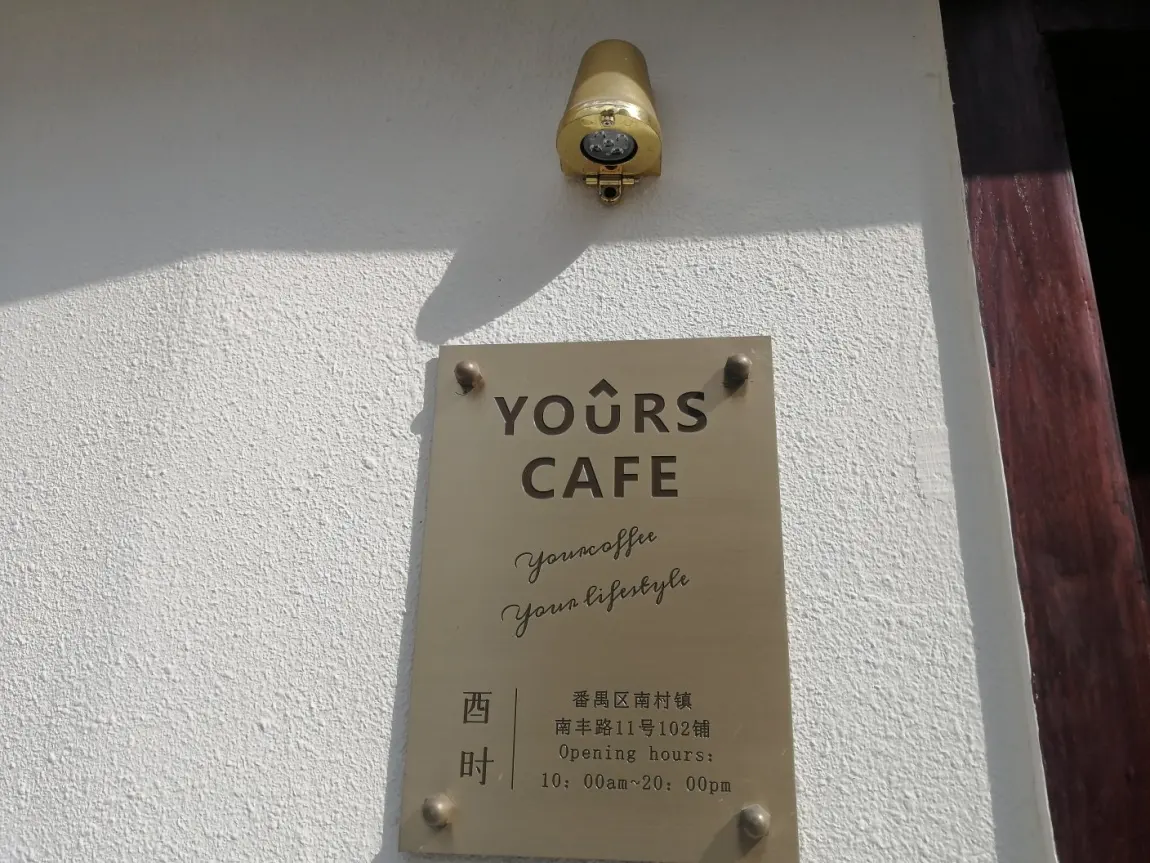 YOÛRS
CAFE
Yourcoffee
Your lifestyle
酉时
番禺区南村镇
南丰路11号102铺
Opening hours:
10: 00am~20: 00pm